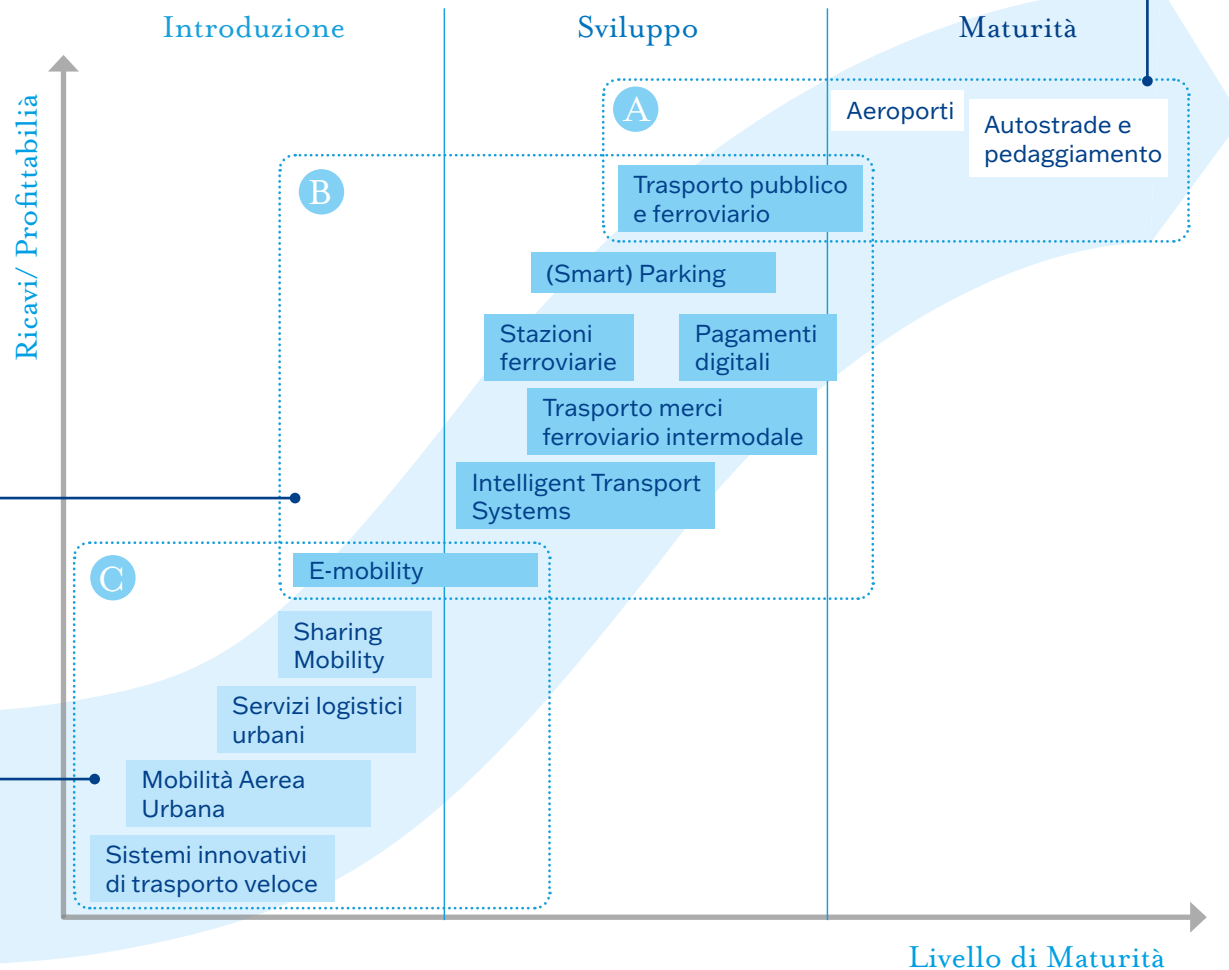 Introduzione
Sviluppo
Maturità
Ricavi/ Profittabilià
A
Aeroporti
Autostrade e
pedaggiamento
B
Trasporto pubblico
e ferroviario
(Smart) Parking
Stazioni
ferroviarie
Pagamenti
digitali
Trasporto merci
ferroviario intermodale
Intelligent Transport
Systems
C
E-mobility
Sharing
Mobility
Servizi logistici
urbani
Mobilità Aerea
Urbana
Sistemi innovativi
di trasporto veloce
Livello di Maturità